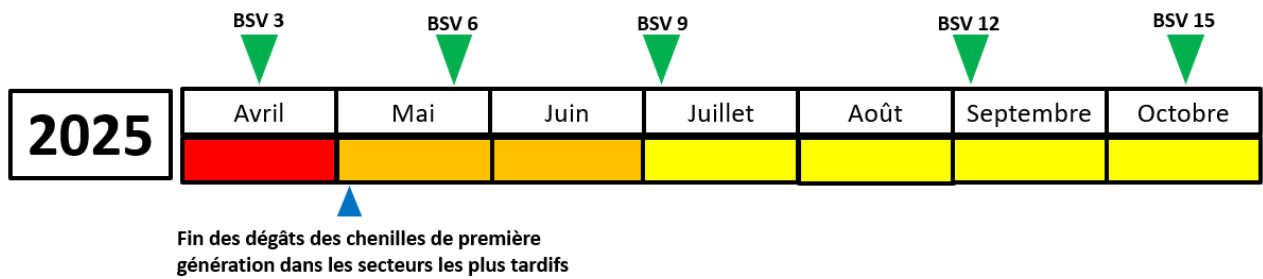 BSV 3
BSV 6
BSV 9
BSV 12
BSV 15
2025
Avril
Mai
Juin
Juillet
Août
Septembre
Octobre
Fin des dégâts des chenilles de première
génération dans les secteurs les plus tardifs